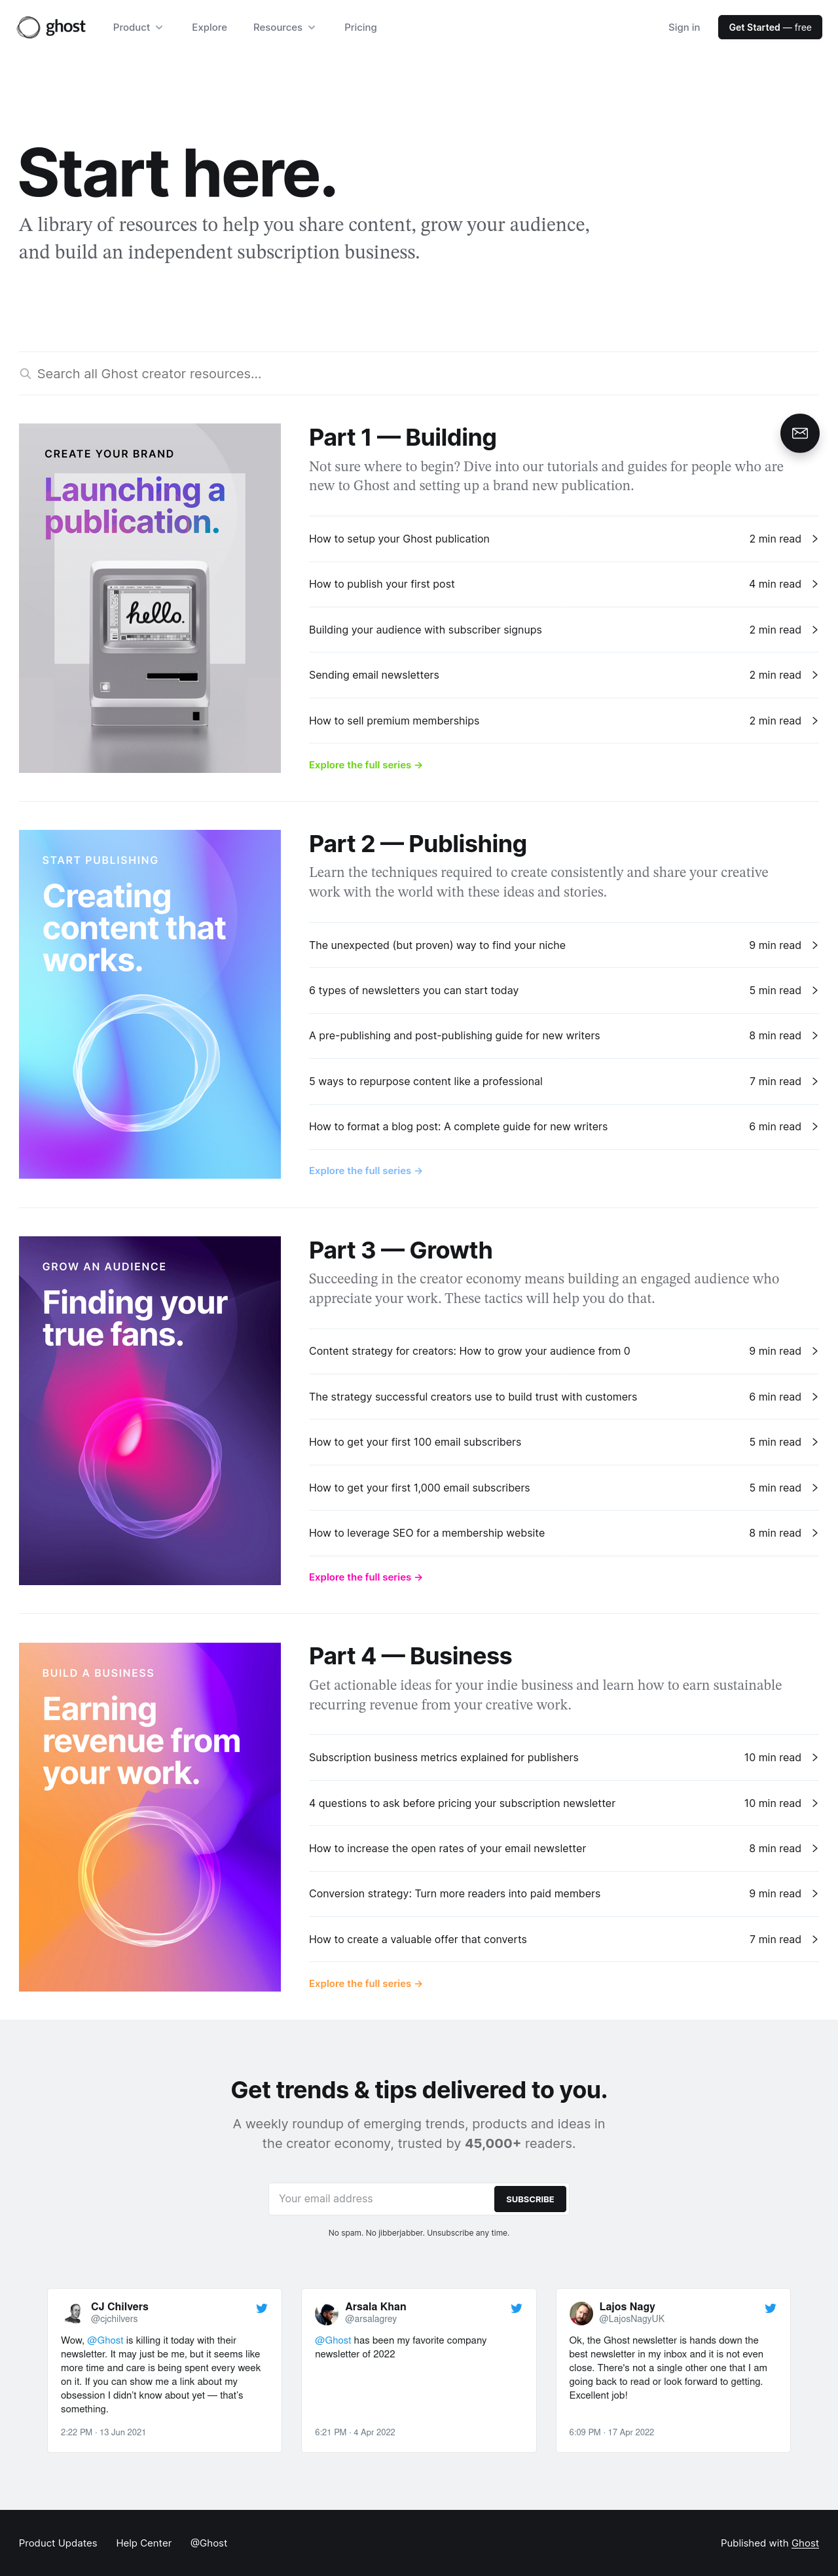 ghost Product Explore Resources Pricing Sign in Get Started — free
Start here.
A library of resources to help you share content, grow your audience,
and build an independent subscription business.
Search all Ghost creator resources...
CREATE YOUR BRAND
Launching a
publication.
hello.
Part 1 — Building
Not sure where to begin? Dive into our tutorials and guides for people who are
new to Ghost and setting up a brand new publication.
How to setup your Ghost publication 2 min read
How to publish your first post 4 min read
Building your audience with subscriber signups 2 min read
Sending email newsletters 2 min read
How to sell premium memberships 2 min read
Explore the full series →
START PUBLISHING
Creating
content that
works.
Part 2 — Publishing
Learn the techniques required to create consistently and share your creative
work with the world with these ideas and stories.
The unexpected (but proven) way to find your niche 9 min read
6 types of newsletters you can start today 5 min read
A pre-publishing and post-publishing guide for new writers 8 min read
5 ways to repurpose content like a professional 7 min read
How to format a blog post: A complete guide for new writers 6 min read
Explore the full series →
GROW AN AUDIENCE
Finding your
true fans.
Part 3 — Growth
Succeeding in the creator economy means building an engaged audience who
appreciate your work. These tactics will help you do that.
Content strategy for creators: How to grow your audience from 0 9 min read
The strategy successful creators use to build trust with customers 6 min read
How to get your first 100 email subscribers 5 min read
How to get your first 1,000 email subscribers 5 min read
How to leverage SEO for a membership website 8 min read
Explore the full series →
BUILD A BUSINESS
Earning
revenue from
your work.
Part 4 — Business
Get actionable ideas for your indie business and learn how to earn sustainable
recurring revenue from your creative work.
Subscription business metrics explained for publishers 10 min read
4 questions to ask before pricing your subscription newsletter 10 min read
How to increase the open rates of your email newsletter 8 min read
Conversion strategy: Turn more readers into paid members 9 min read
How to create a valuable offer that converts 7 min read
Explore the full series →
Get trends & tips delivered to you.
A weekly roundup of emerging trends, products and ideas in
the creator economy, trusted by 45,000+ readers.
Your email address SUBSCRIBE
No spam. No jibberjabber. Unsubscribe any time.
CJ Chilvers
@cjchilvers
Wow, @Ghost is killing it today with their
newsletter. It may just be me, but it seems like
more time and care is being spent every week
on it. If you can show me a link about my
obsession I didn't know about yet — that's
something.
2:22 PM · 13 Jun 2021
Arsala Khan
@arsalagrey
@Ghost has been my favorite company
newsletter of 2022
6:21 PM · 4 Apr 2022
Lajos Nagy
@LajosNagyUK
Ok, the Ghost newsletter is hands down the
best newsletter in my inbox and it is not even
close. There's not a single other one that I am
going back to read or look forward to getting.
Excellent job!
6:09 PM · 17 Apr 2022
Product Updates Help Center @Ghost Published with Ghost